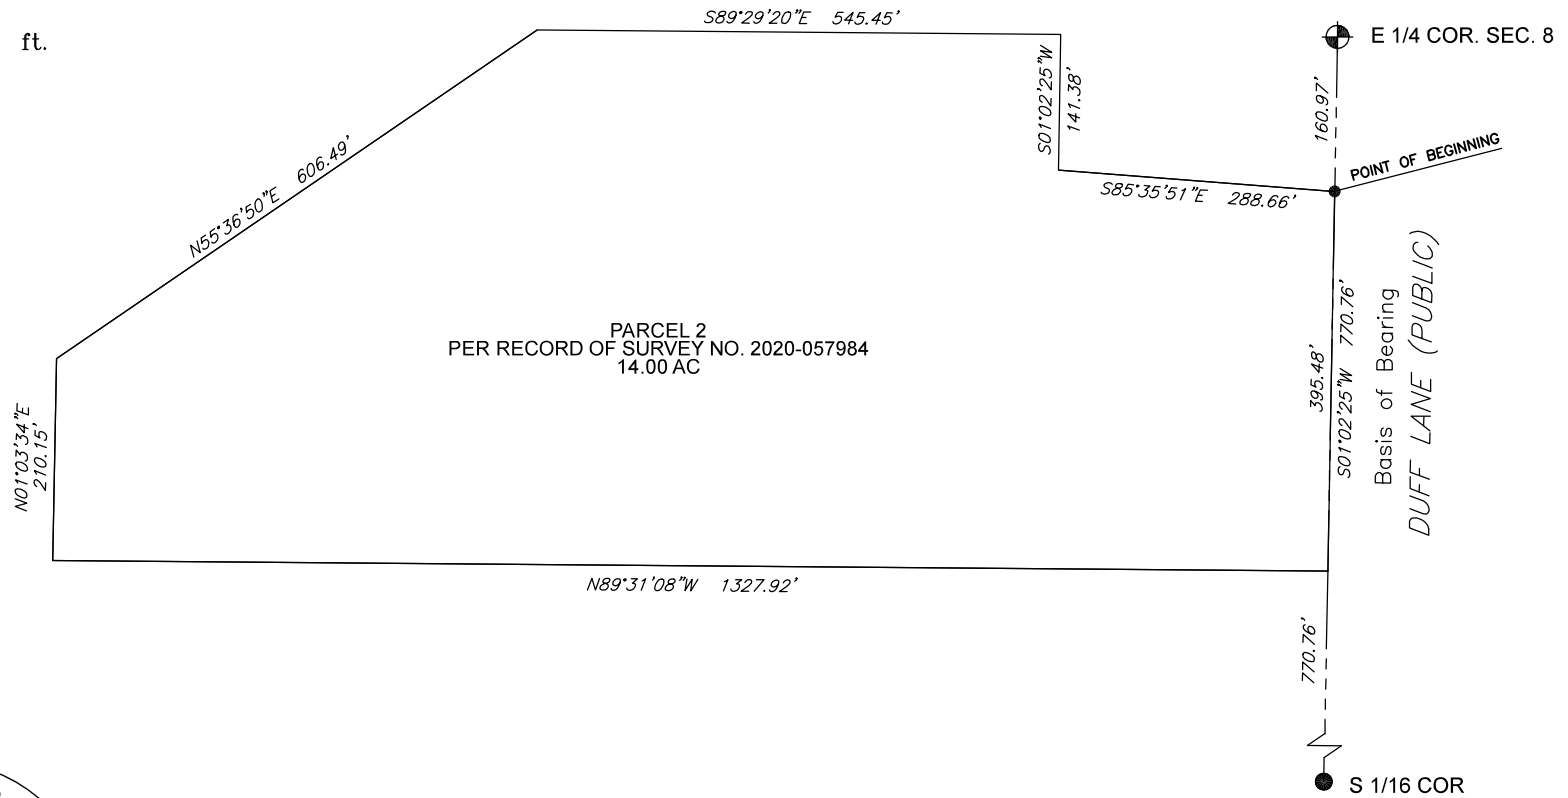 ft.
S89°29'20"E 545.45'
E 1/4 COR. SEC. 8
S01°02'25"W
141.38'
160.97'
POINT OF BEGINNING
N55°36'50"E 606.49'
S85°35'51"E 288.66'
PARCEL 2
PER RECORD OF SURVEY NO. 2020-057984
14.00 AC
395.48'
S01°02'25"W 770.76'
Basis of Bearing
DUFF LANE (PUBLIC)
N01°03'34"E
210.15'
N89°31'08"W 1327.92'
770.76'
S 1/16 COR